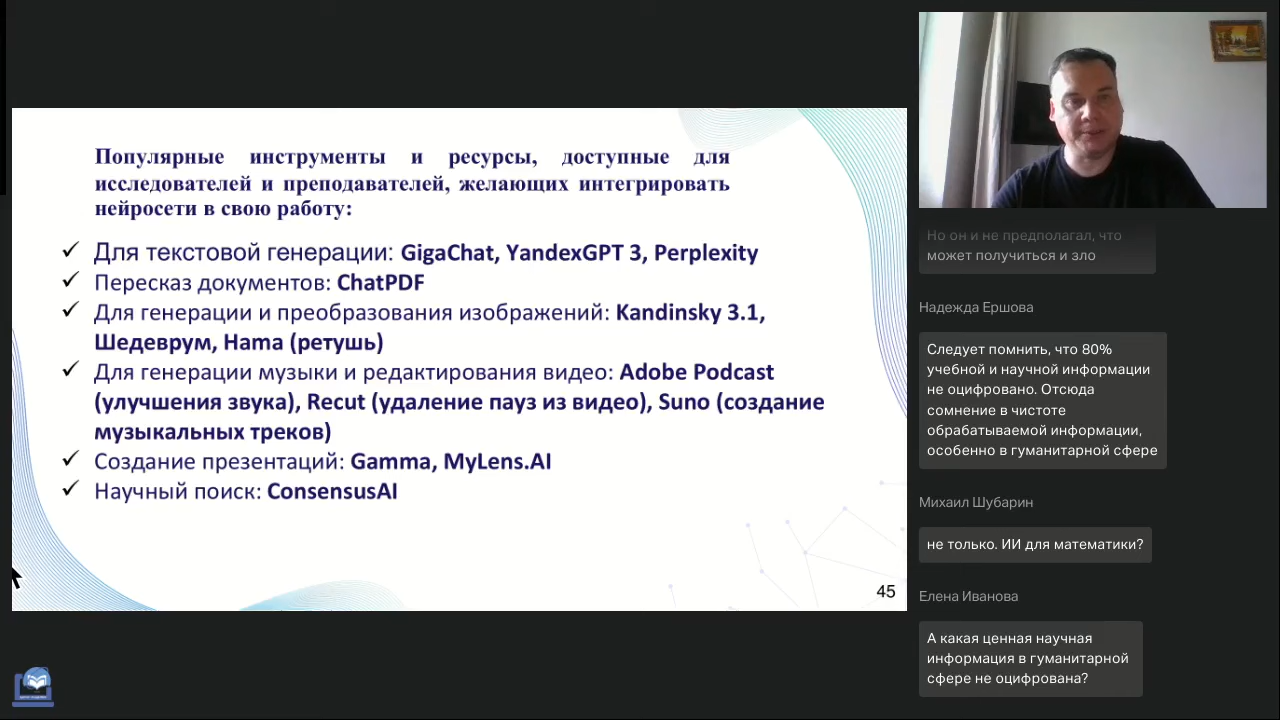 Популярные инструменты и ресурсы, доступные для
исследователей и преподавателей, желающих интегрировать
нейросети в свою работу:
✓ Для текстовой генерации: GigaChat, YandexGPT 3, Perplexity
✓ Пересказ документов: ChatPDF
✓ Для генерации и преобразования изображений: Kandinsky 3.1,
Шедеврум, Hama (ретушь)
✓ Для генерации музыки и редактирования видео: Adobe Podcast
(улучшения звука), Recut (удаление пауз из видео), Suno (создание
музыкальных треков)
✓ Создание презентаций: Gamma, MyLens.AI
✓ Научный поиск: ConsensusAI
45
Но он и не предполагал, что
может получиться и зло
Надежда Ершова
Следует помнить, что 80%
учебной и научной информации
не оцифровано. Отсюда
сомнение в чистоте
обрабатываемой информации,
особенно в гуманитарной сфере
Михаил Шубарин
не только. ИИ для математики?
Елена Иванова
А какая ценная научная
информация в гуманитарной
сфере не оцифрована?